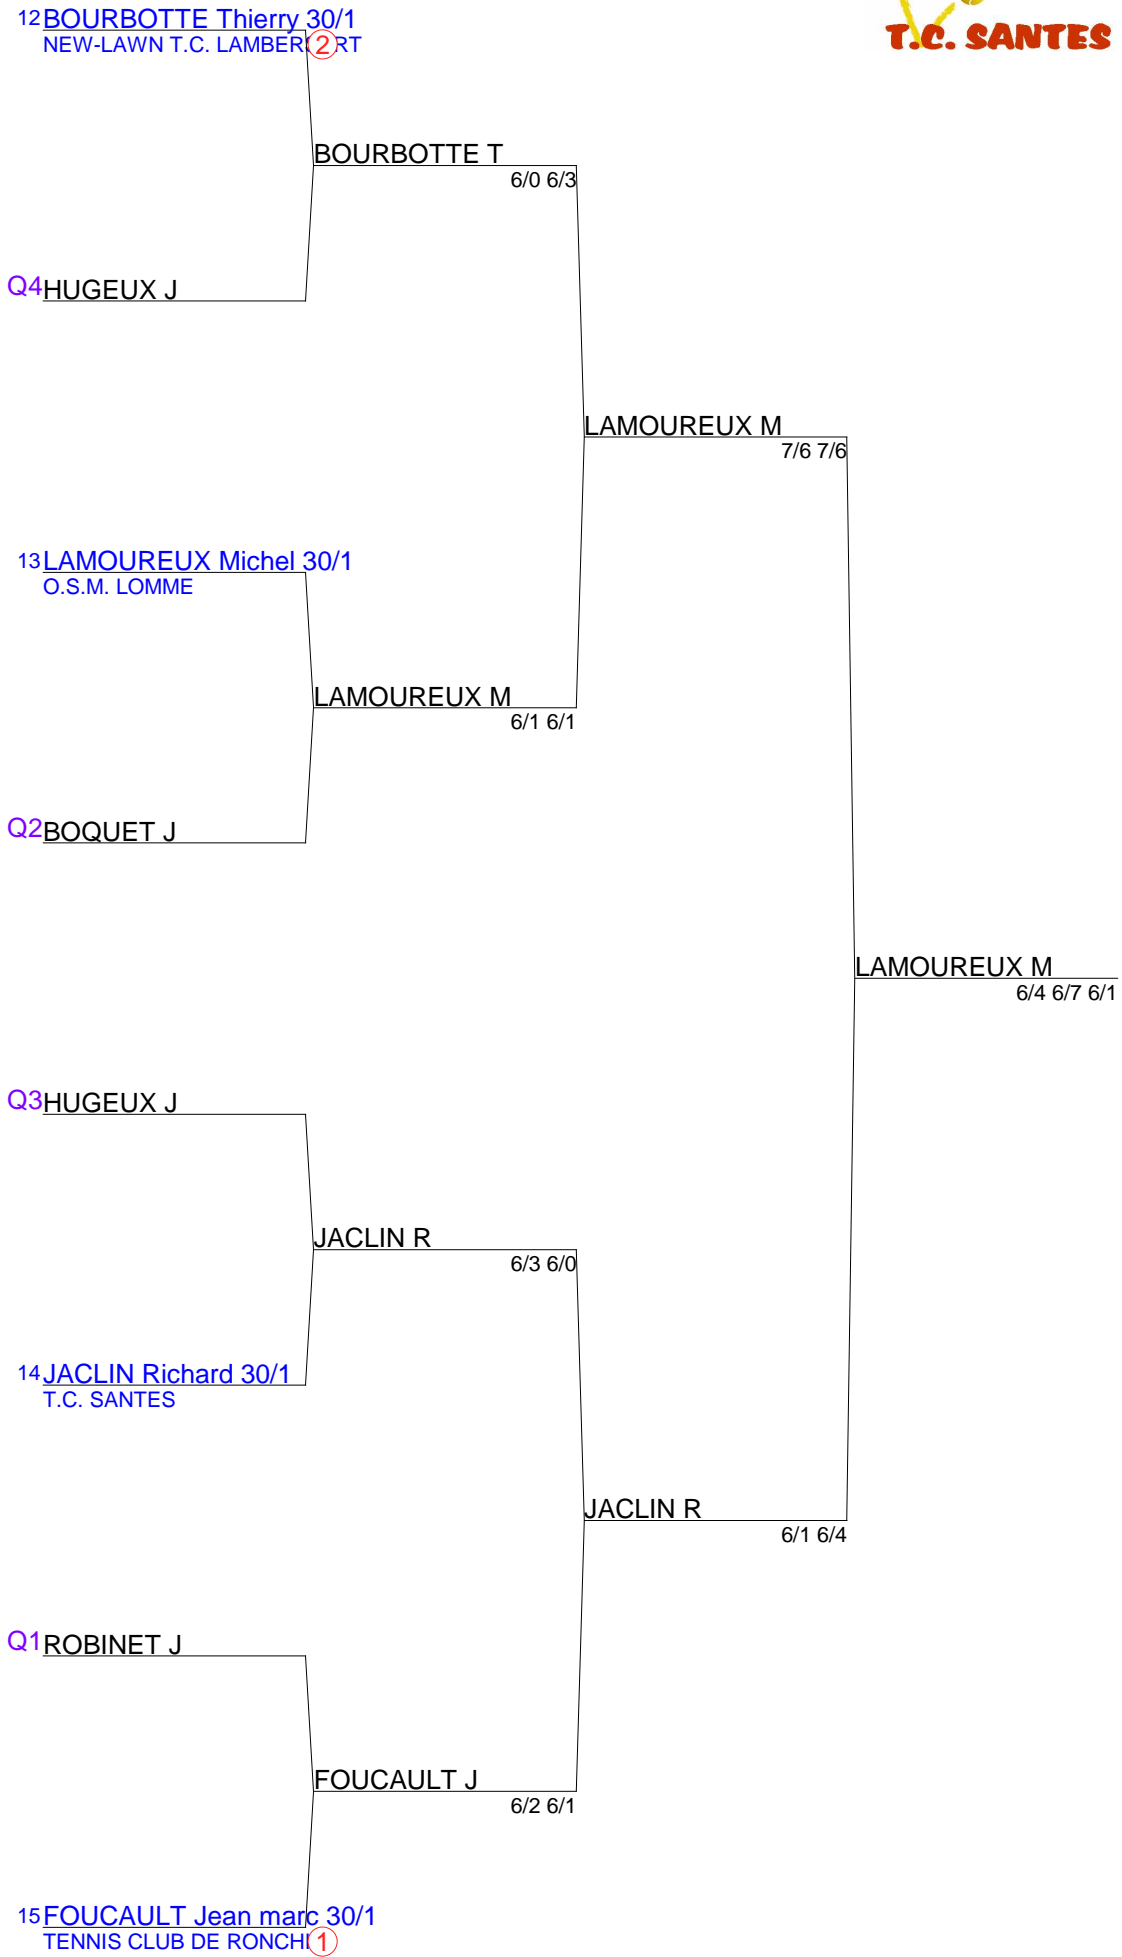 T.C. SANTES
12 BOURBOTTE Thierry 30/1
NEW-LAWN T.C. 2
BOURBOTTE T
6/0 6/3
Q4 HUGEUX J
LAMOUREUX M
7/6 7/6
13 LAMOUREUX Michel 30/1
O.S.M. LOMME
LAMOUREUX M
6/1 6/1
Q2 BOQUET J
LAMOUREUX M
6/4 6/7 6/1
Q3 HUGEUX J
JACLIN R
6/3 6/0
14 JACLIN Richard 30/1
T.C. SANTES
JACLIN R
6/1 6/4
Q1 ROBINET J
FOUCAULT J
6/2 6/1
15 FOUCAULT Jean marc 30/1
TENNIS CLUB DE 1